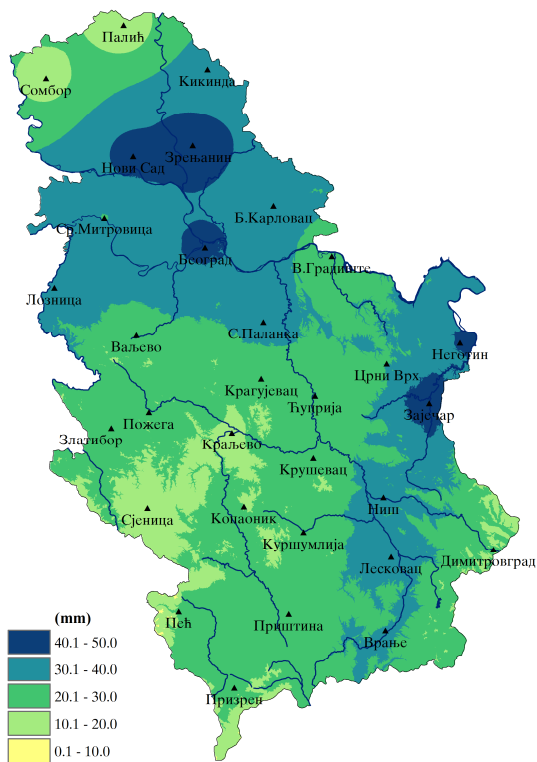 Палић
Сомбор
Кикинда
Зрењанин
Нови Сад
Б.Карловац
Ср.Митровица
Београд
В.Градиште
Лозница
С.Паланка
Ваљево
Неготин
Црни Врх
Крагујевац
Ћуприја
Зајечар
Пожега
Златибор
Краљево
Крушевац
Ниш
Сјеница
Копаоник
Куршумлија
Димитровград
Лесковац
Пећ
Приштина
Врање
Призрен
(mm)
40.1 - 50.0
30.1 - 40.0
20.1 - 30.0
10.1 - 20.0
0.1 - 10.0